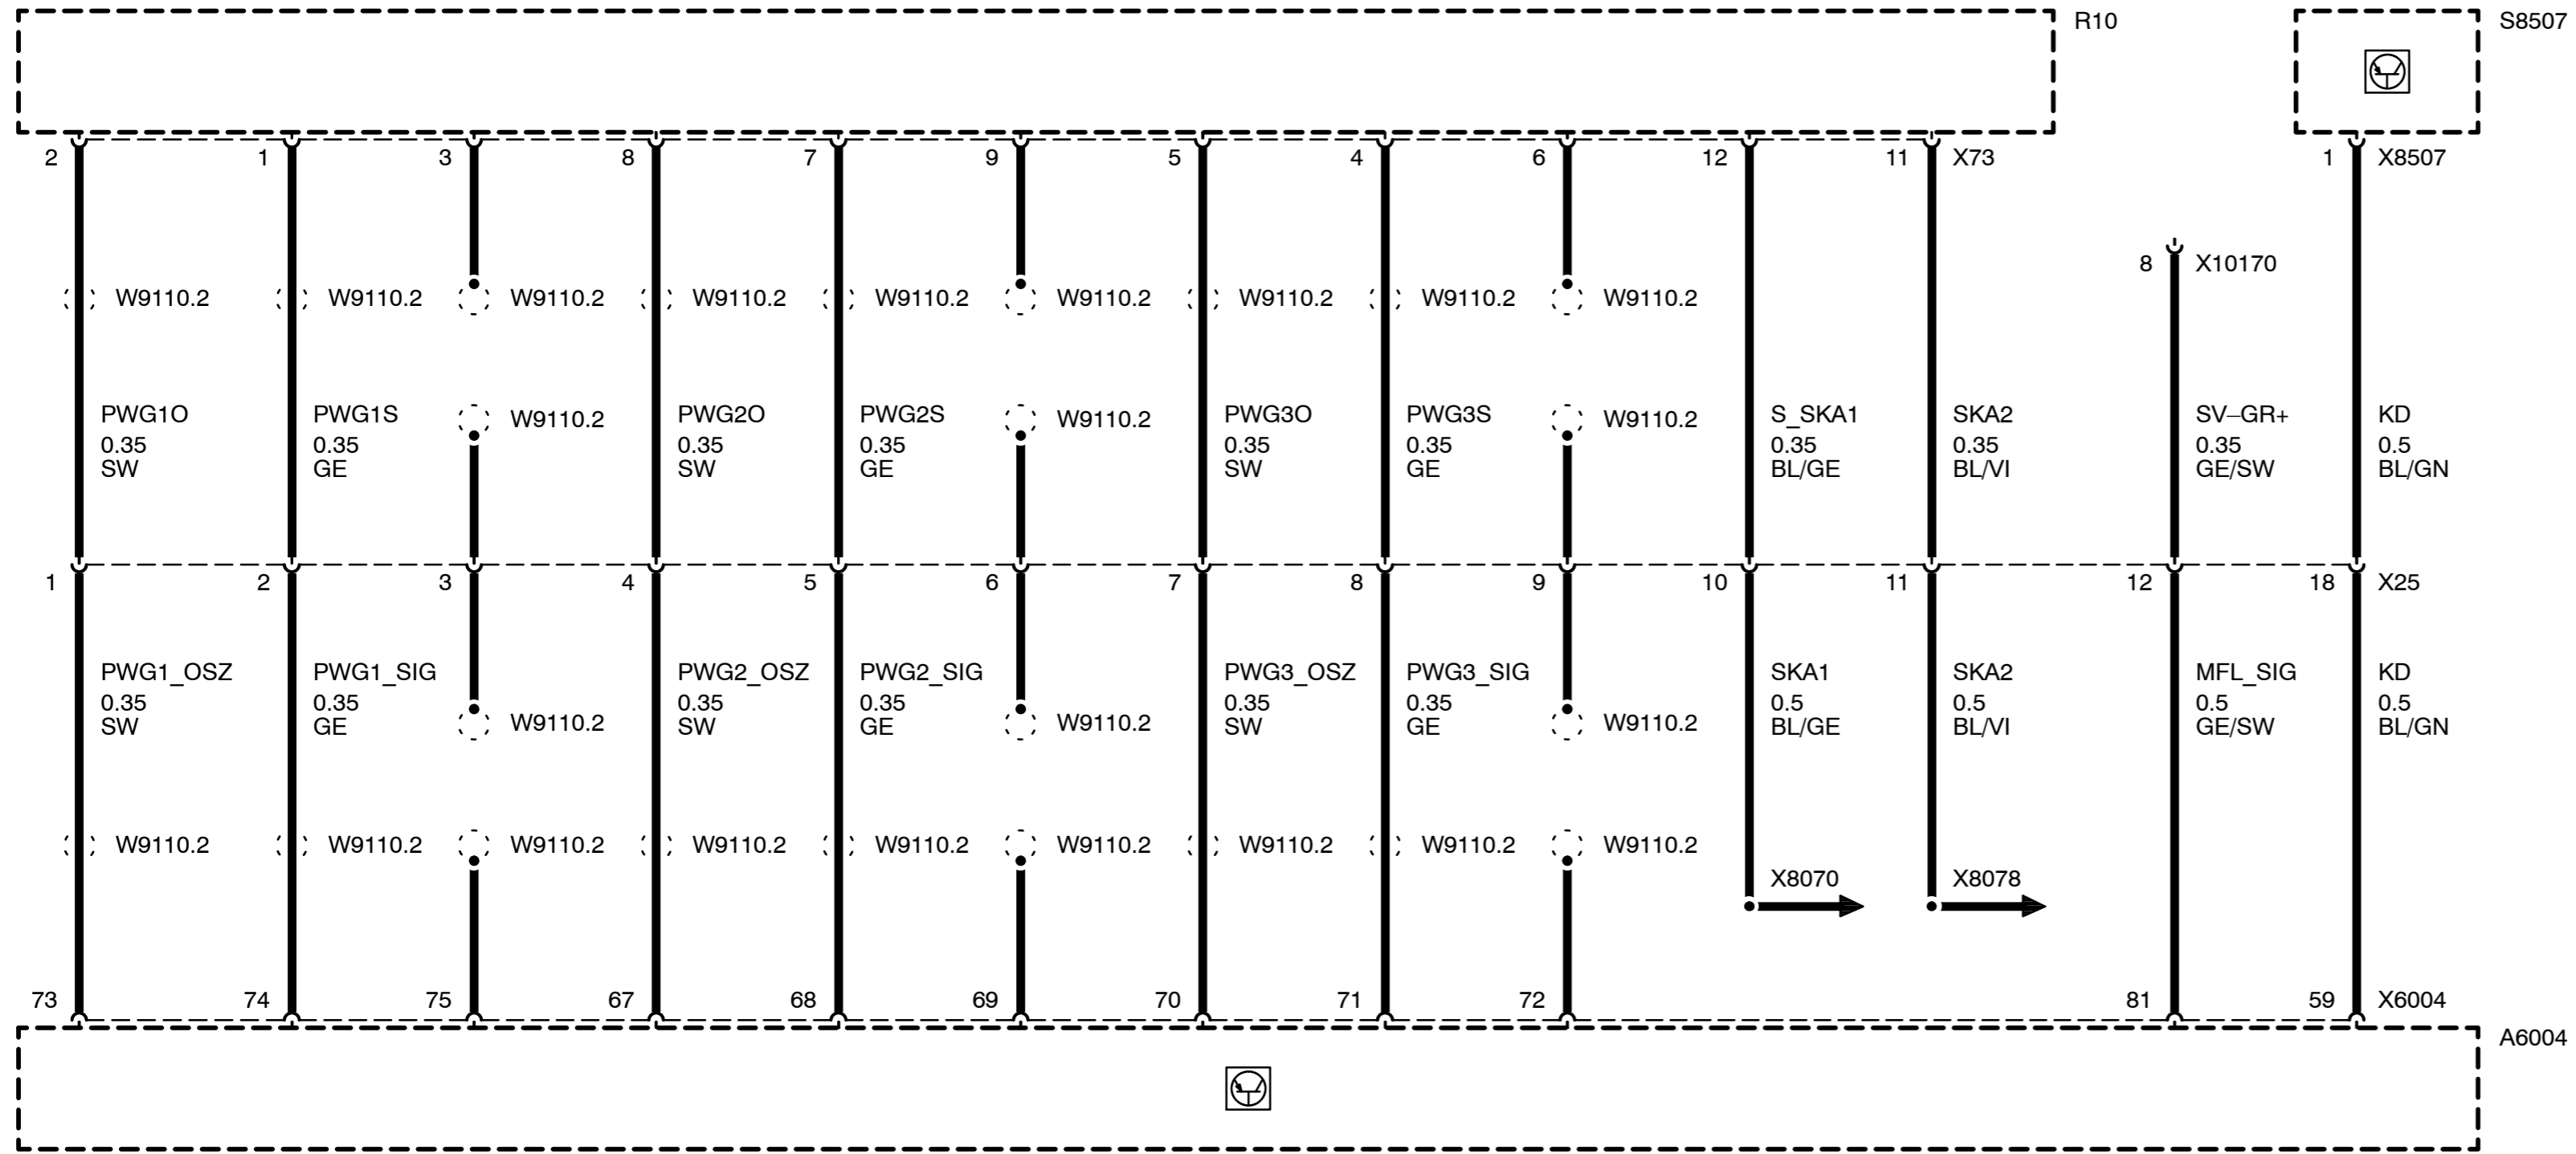 R10
S8507
2 1 3 8 7 9 5 4 6 12 11 X73 1 X8507
8 X10170
W9110.2 W9110.2 W9110.2 W9110.2 W9110.2 W9110.2 W9110.2 W9110.2 W9110.2
PWG1O PWG1S W9110.2 PWG2O PWG2S W9110.2 PWG3O PWG3S W9110.2 S_SKA1 SKA2 SV–GR+ KD
0.35 0.35 0.35 0.35 0.35 0.35 0.35 0.35 0.35 0.5
SW GE SW GE SW GE BL/GE BL/VI GE/SW BL/GN
1 2 3 4 5 6 7 8 9 10 11 12 18 X25
PWG1_OSZ PWG1_SIG PWG2_OSZ PWG2_SIG PWG3_OSZ PWG3_SIG SKA1 SKA2 MFL_SIG KD
0.35 0.35 0.35 0.35 0.35 0.35 0.5 0.5 0.5 0.5
SW GE W9110.2 SW GE W9110.2 SW GE W9110.2 BL/GE BL/VI GE/SW BL/GN
W9110.2 W9110.2 W9110.2 W9110.2 W9110.2 W9110.2 W9110.2 W9110.2 W9110.2
X8070 X8078
73 74 75 67 68 69 70 71 72 81 59 X6004
A6004